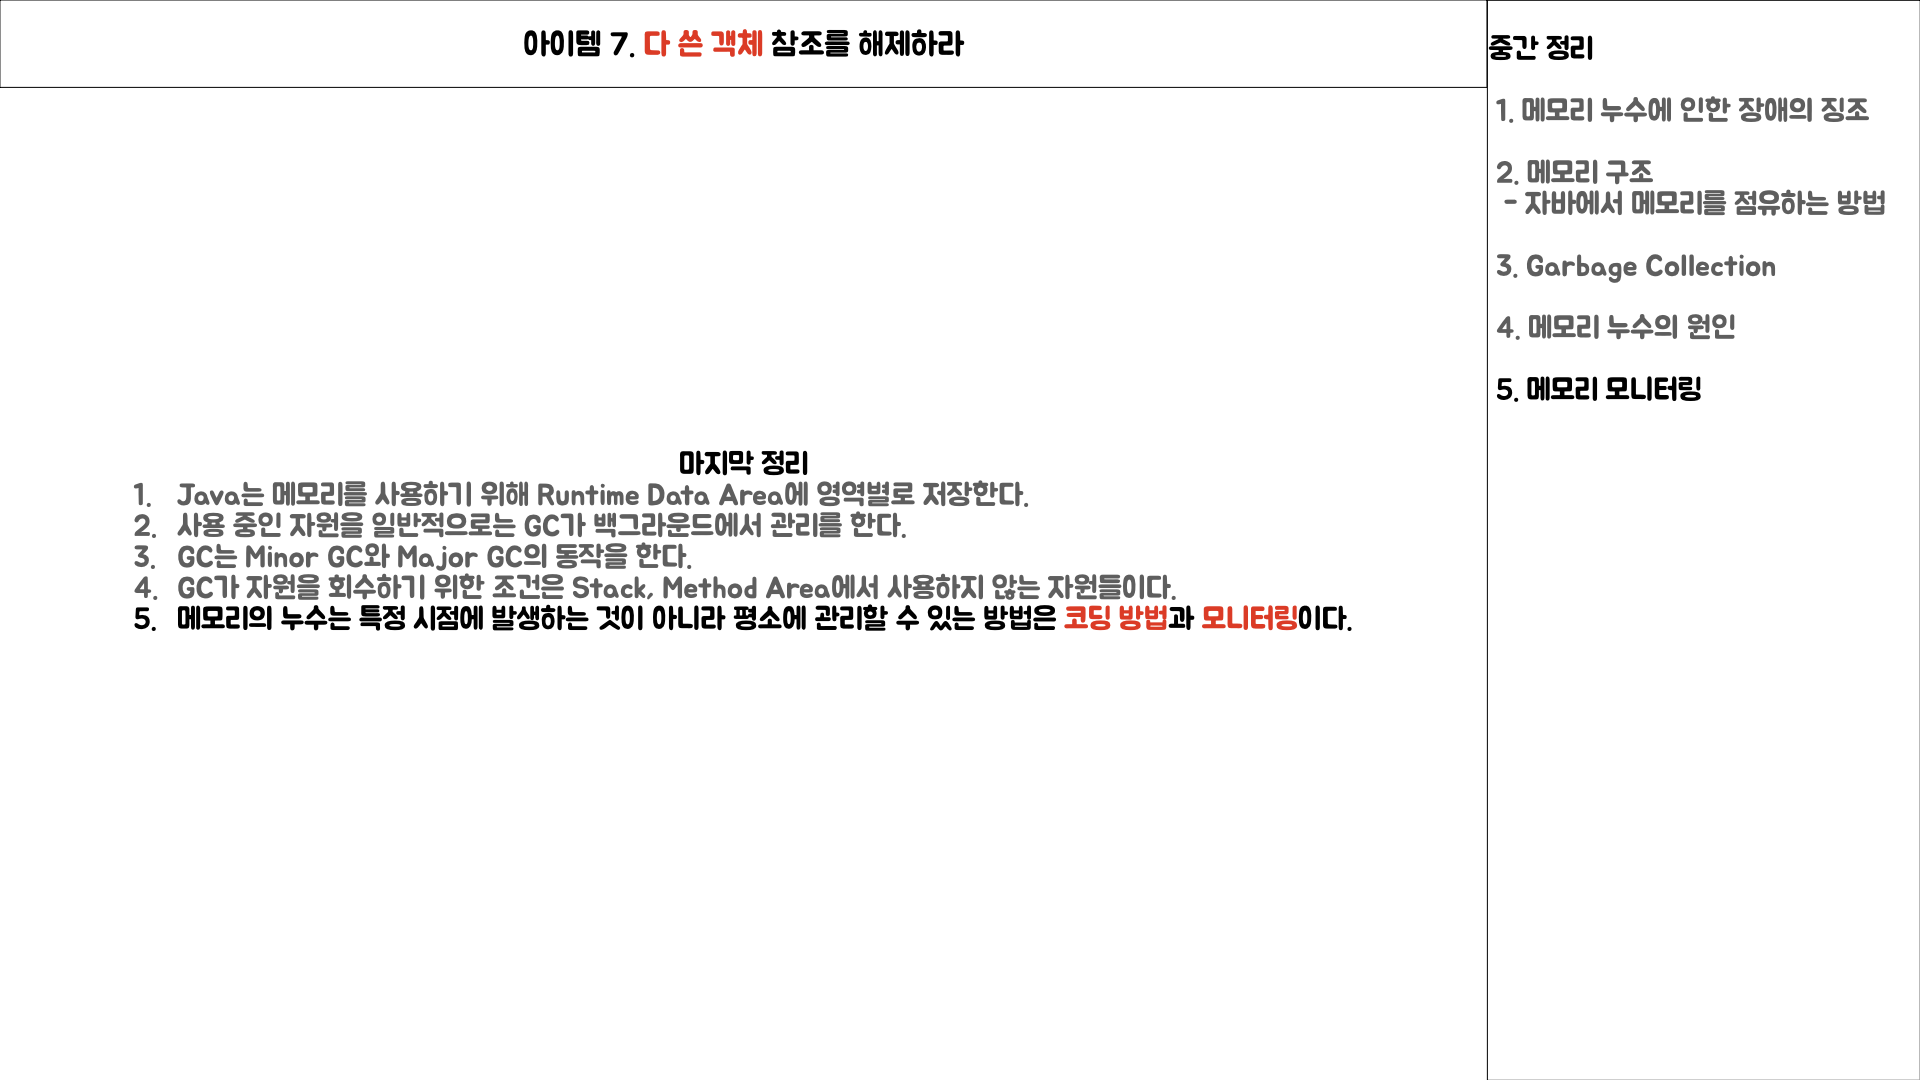 아이템 7. 다 쓴 객체 참조를 해제하라
마지막 정리
1. Java는 메모리를 사용하기 위해 Runtime Data Area에 영역별로 저장한다.
2. 사용 중인 자원을 일반적으로는 GC가 백그라운드에서 관리를 한다.
3. GC는 Minor GC와 Major GC의 동작을 한다.
4. GC가 자원을 회수하기 위한 조건은 Stack, Method Area에서 사용하지 않는 자원들이다.
5. 메모리의 누수는 특정 시점에 발생하는 것이 아니라 평소에 관리할 수 있는 방법은 코딩 방법과 모니터링이다.
중간 정리
1. 메모리 누수에 인한 장애의 징조
2. 메모리 구조
- 자바에서 메모리를 점유하는 방법
3. Garbage Collection
4. 메모리 누수의 원인
5. 메모리 모니터링